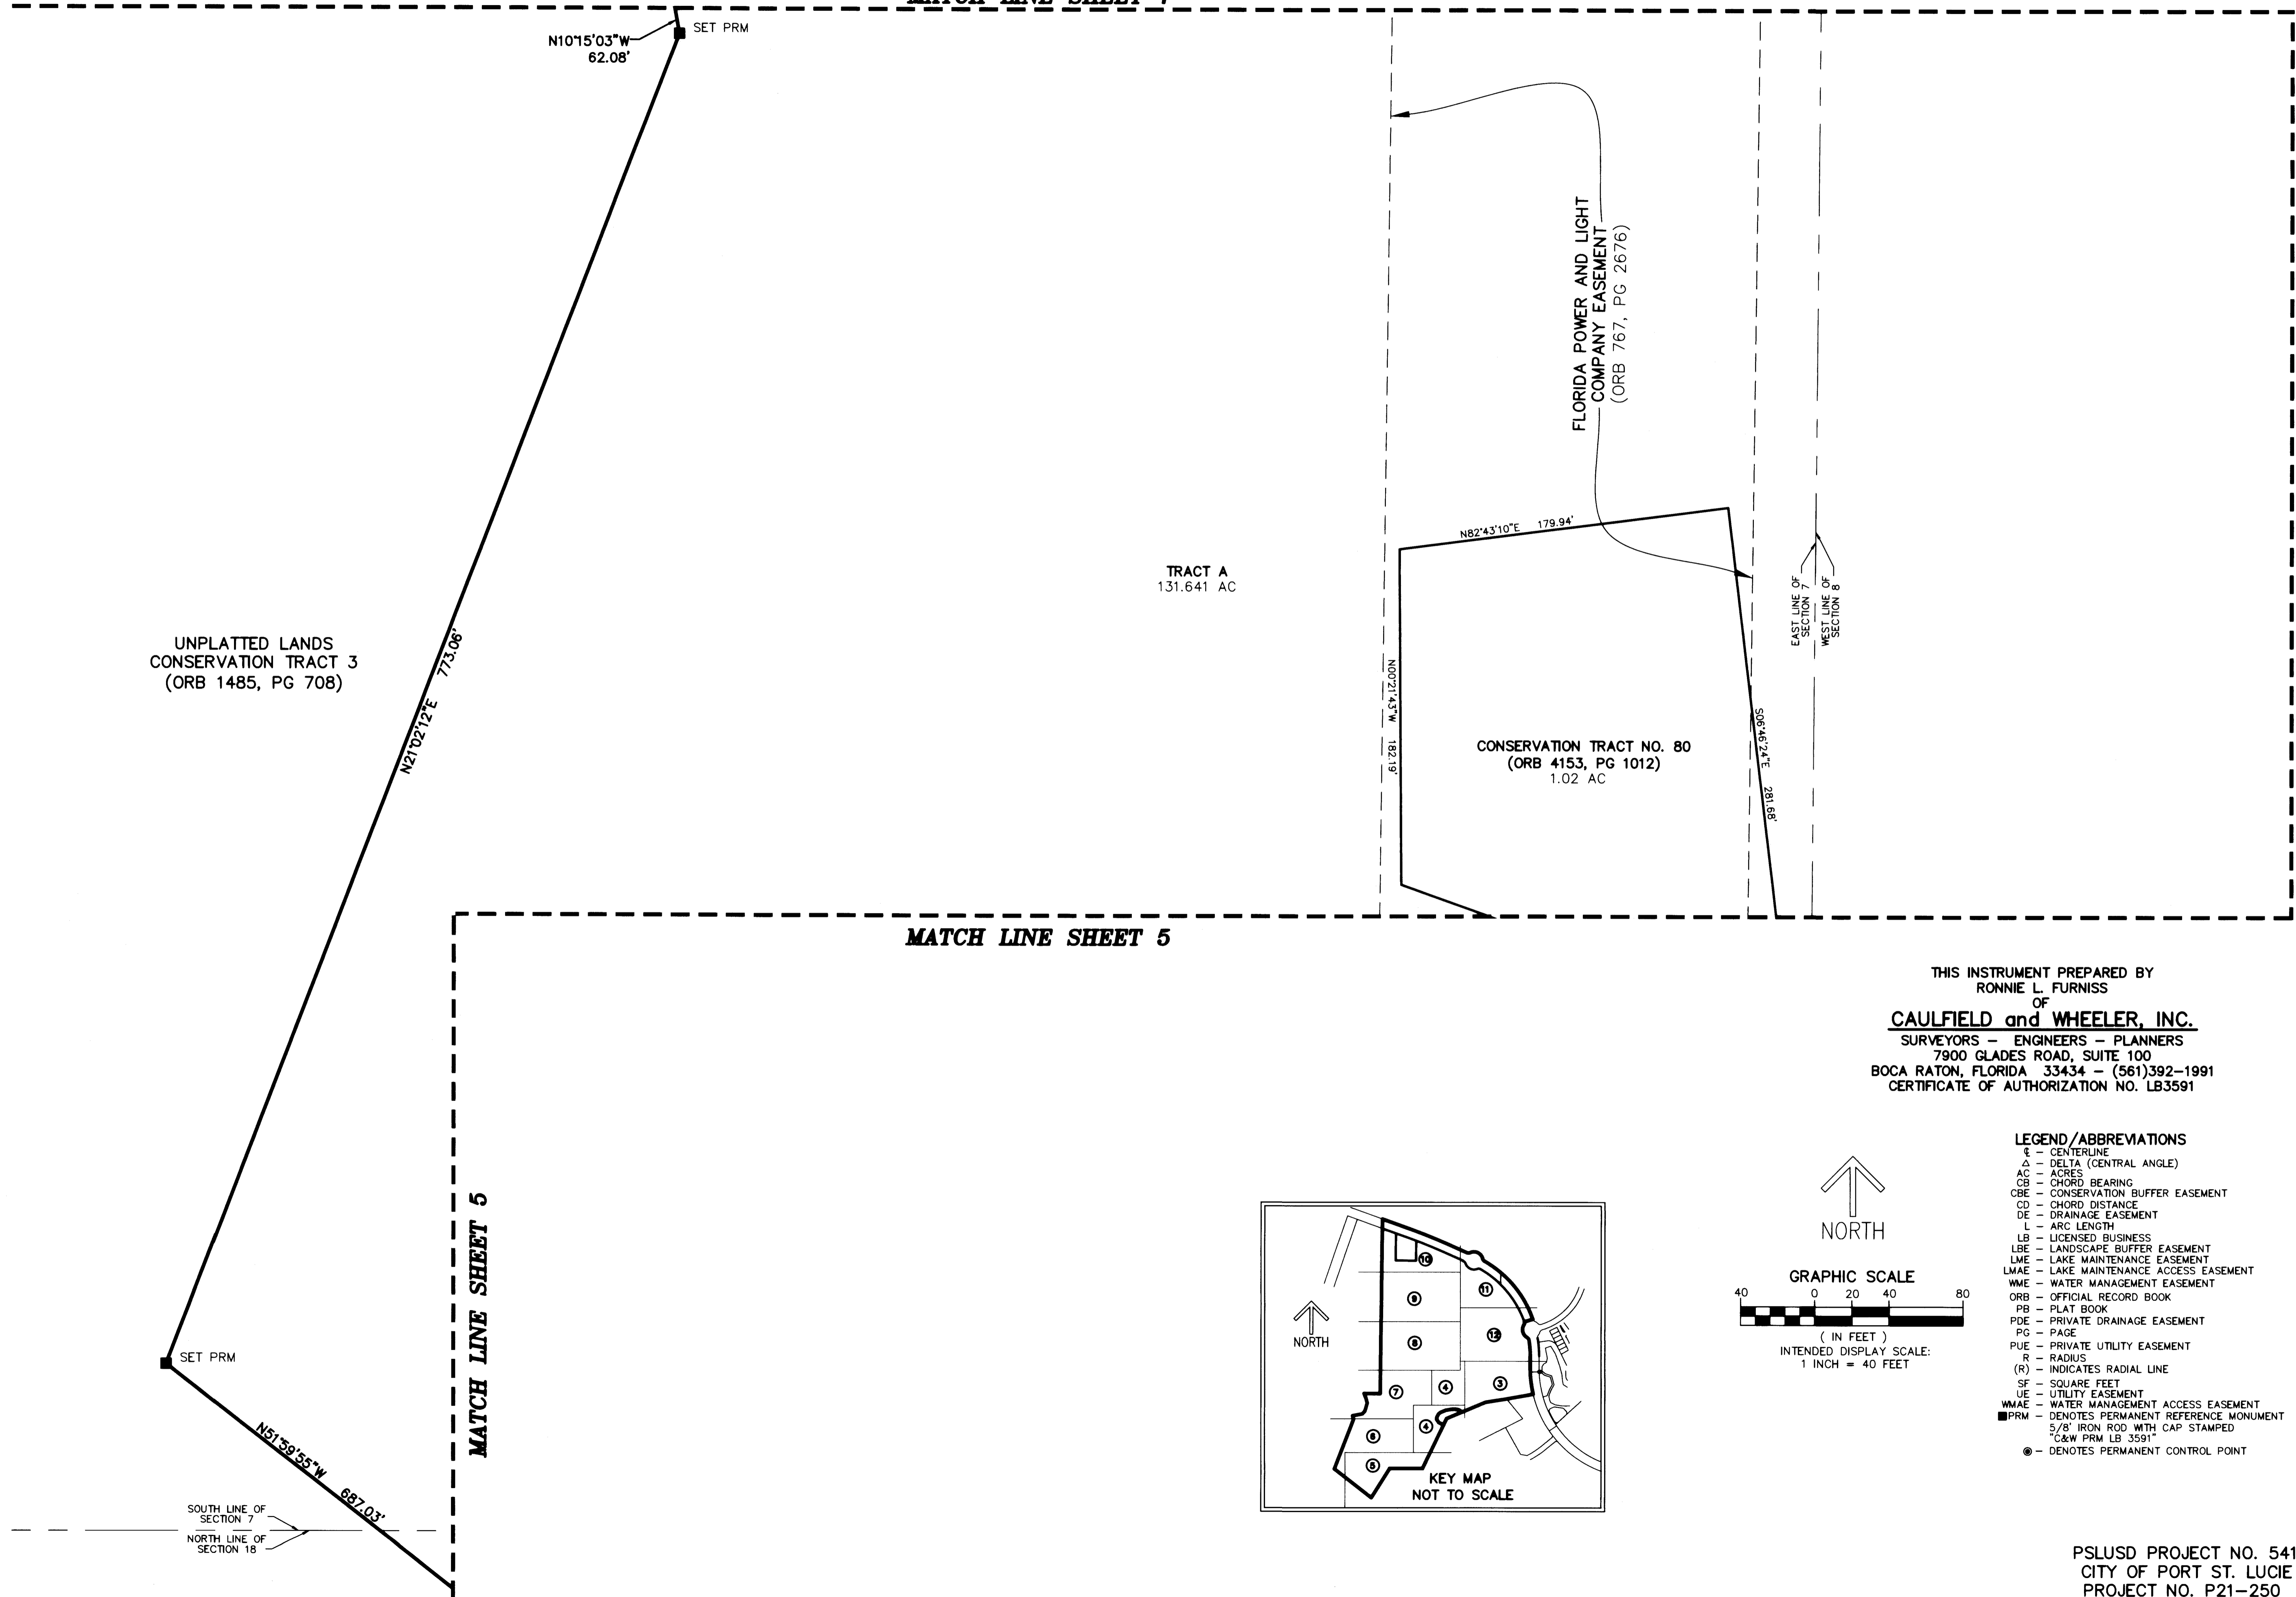 N10°15'03"W
62.08'
SET PRM
FLORIDA POWER AND LIGHT
COMPANY EASEMENT
(ORB 767, PG 2676)
N82°43'10"E 179.94'
TRACT A
131.641 AC
EAST LINE OF
SECTION 7
WEST LINE OF
SECTION 8
UNPLATTED LANDS
CONSERVATION TRACT 3
(ORB 1485, PG 708)
N21°02'12"E 773.06'
N00°21'43"W 182.19'
CONSERVATION TRACT NO. 80
(ORB 4153, PG 1012)
1.02 AC
S06°46'24"E 281.68'
MATCH LINE SHEET 5
MATCH LINE SHEET 5
SET PRM
N51°59'55"W 687.03'
SOUTH LINE OF
SECTION 7
NORTH LINE OF
SECTION 18
THIS INSTRUMENT PREPARED BY
RONNIE L. FURNISS
OF
CAULFIELD and WHEELER, INC.
SURVEYORS - ENGINEERS - PLANNERS
7900 GLADES ROAD, SUITE 100
BOCA RATON, FLORIDA 33434 - (561)392-1991
CERTIFICATE OF AUTHORIZATION NO. LB3591
NORTH
10
11
9
12
8
7
4
3
4
6
5
KEY MAP
NOT TO SCALE
NORTH
GRAPHIC SCALE
40 0 20 40 80
( IN FEET )
INTENDED DISPLAY SCALE:
1 INCH = 40 FEET
LEGEND/ABBREVIATIONS
℄ - CENTERLINE
Δ - DELTA (CENTRAL ANGLE)
AC - ACRES
CB - CHORD BEARING
CBE - CONSERVATION BUFFER EASEMENT
CD - CHORD DISTANCE
DE - DRAINAGE EASEMENT
L - ARC LENGTH
LB - LICENSED BUSINESS
LBE - LANDSCAPE BUFFER EASEMENT
LME - LAKE MAINTENANCE EASEMENT
LMAE - LAKE MAINTENANCE ACCESS EASEMENT
WME - WATER MANAGEMENT EASEMENT
ORB - OFFICIAL RECORD BOOK
PB - PLAT BOOK
PDE - PRIVATE DRAINAGE EASEMENT
PG - PAGE
PUE - PRIVATE UTILITY EASEMENT
R - RADIUS
(R) - INDICATES RADIAL LINE
SF - SQUARE FEET
UE - UTILITY EASEMENT
WMAE - WATER MANAGEMENT ACCESS EASEMENT
■PRM - DENOTES PERMANENT REFERENCE MONUMENT
5/8' IRON ROD WITH CAP STAMPED
"C&W PRM LB 3591"
◉ - DENOTES PERMANENT CONTROL POINT
PSLUSD PROJECT NO. 541
CITY OF PORT ST. LUCIE
PROJECT NO. P21-250